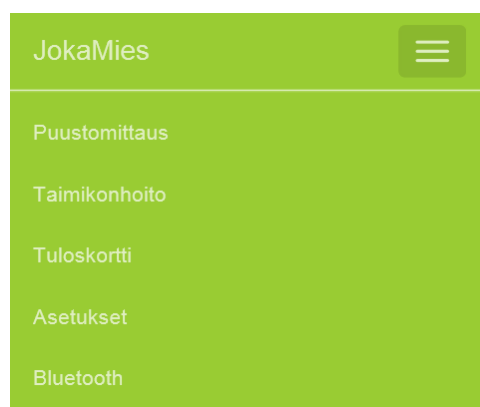 JokaMies
Puustomittaus
Taimikonhoito
Tuloskortti
Asetukset
Bluetooth